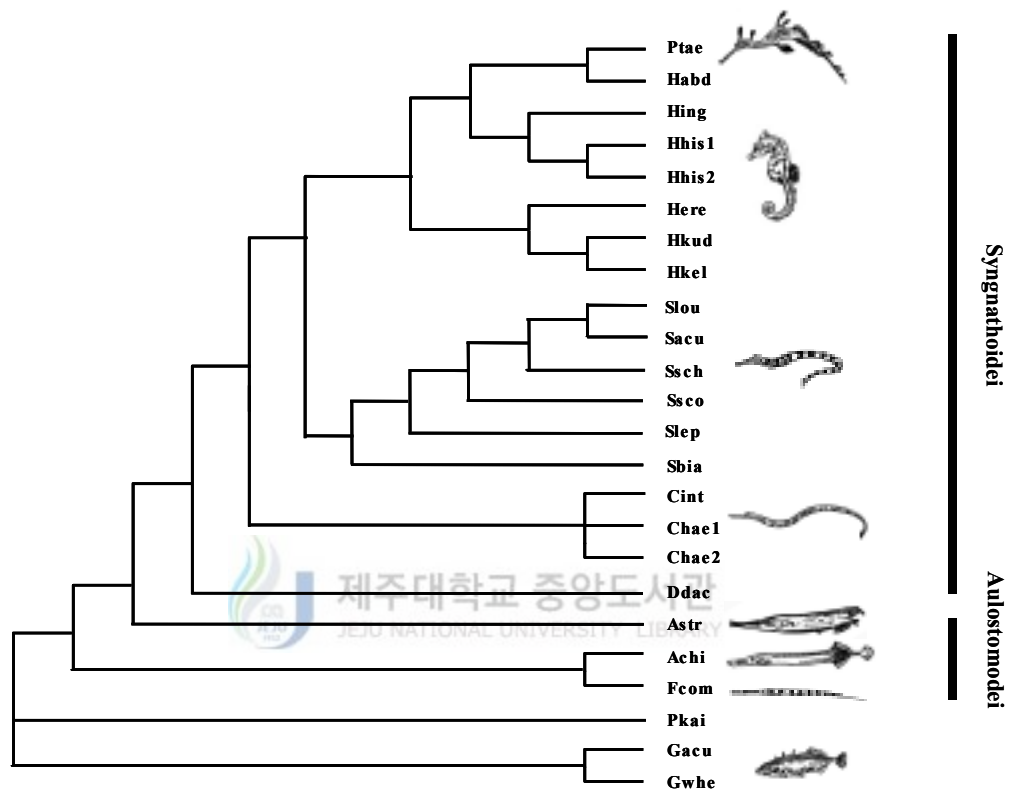 Ptae
Habd
Hing
Hhis1
Hhis2
Here
Hkud
Hkel
Slou
Sacu
Ssch
Ssco
Slep
Sbia
Cint
Chae1
Chae2
Ddac
Astr
Achi
Fcom
Pkai
Gacu
Gwhe
Syngnathoidei
Aulostomodei
제주대학교 중앙도서관
JEJU NATIONAL UNIVERSITY LIBRARY
JEJU